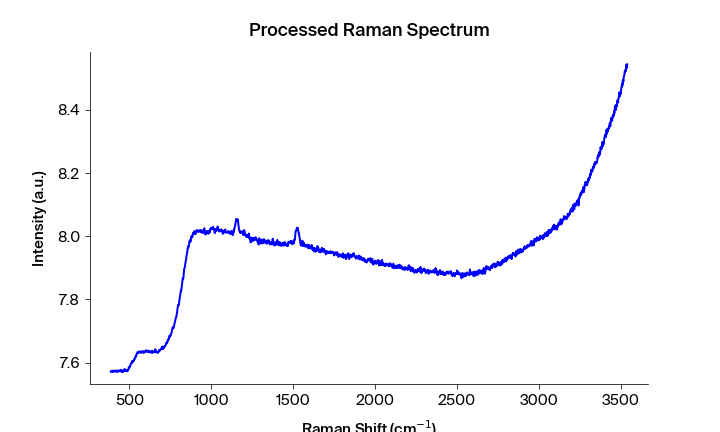 Processed Raman Spectrum
Intensity (a.u.)
8.4
8.2
8.0
7.8
7.6
500 1000 1500 2000 2500 3000 3500
Raman Shift (cm⁻¹)